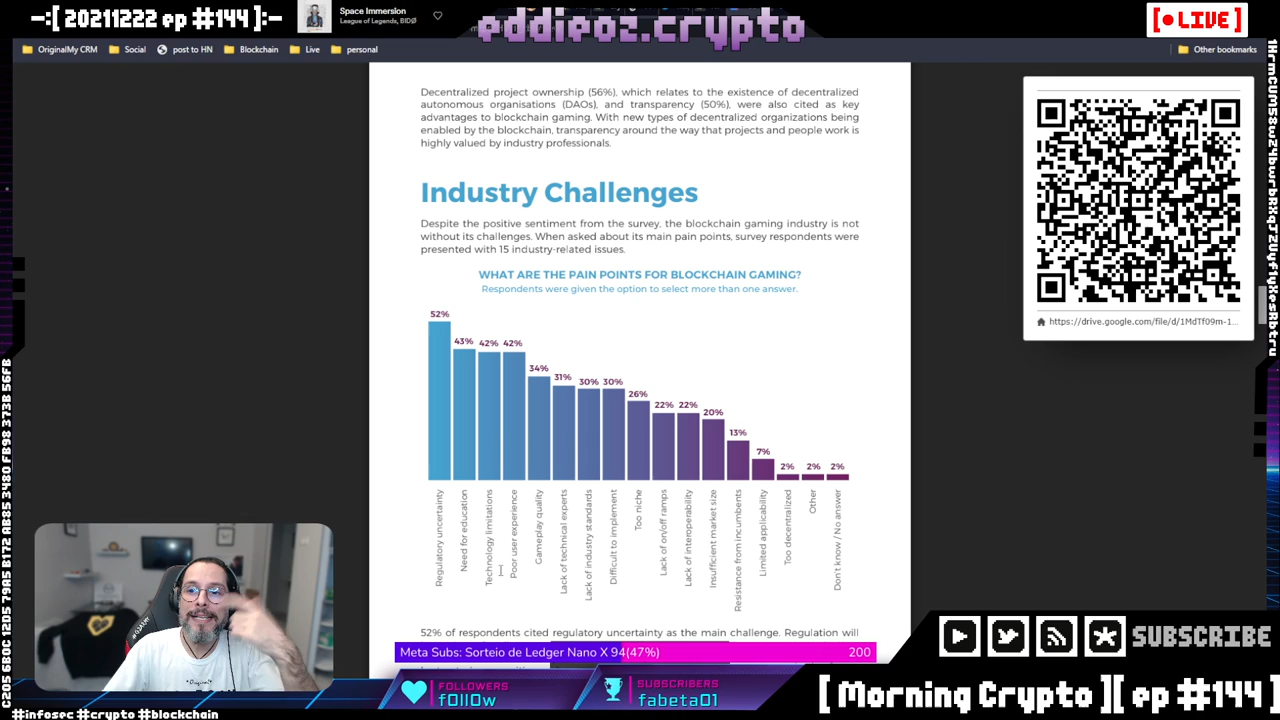 -:[ 20211222 ep #144 ]:-
Space Immersion
League of Legends, BIDØ
eddieoz.crypto
[ LIVE ]
OriginalMy CRM
Social
post to HN
Blockchain
Live
personal
Other bookmarks
Decentralized project ownership (56%), which relates to the existence of decentralized
autonomous organisations (DAOs), and transparency (50%), were also cited as key
advantages to blockchain gaming. With new types of decentralized organizations being
enabled by the blockchain, transparency around the way that projects and people work is
highly valued by industry professionals.
Industry Challenges
Despite the positive sentiment from the survey, the blockchain gaming industry is not
without its challenges. When asked about its main pain points, survey respondents were
presented with 15 industry-related issues.
WHAT ARE THE PAIN POINTS FOR BLOCKCHAIN GAMING?
Respondents were given the option to select more than one answer.
52%
43%
42%
42%
34%
31%
30%
30%
26%
22%
22%
20%
13%
7%
2%
2%
2%
Regulatory uncertainty
Need for education
Technology limitations
Poor user experience
Gameplay quality
Lack of technical experts
Lack of industry standards
Difficult to implement
Too niche
Lack of on/off ramps
Lack of interoperability
Insufficient market size
Resistance from incumbents
Limited applicability
Too decentralized
Other
Don't know / No answer
52% of respondents cited regulatory uncertainty as the main challenge. Regulation will
https://drive.google.com/file/d/1MdTf09m-1...
Meta Subs: Sorteio de Ledger Nano X 94(47%)
200
FOLLOWERS
f0ll0w
SUBSCRIBERS
fabeta01
SUBSCRIBE
[ Morning Crypto ][ ep #144 ]
#infosec #crypto #blockchain